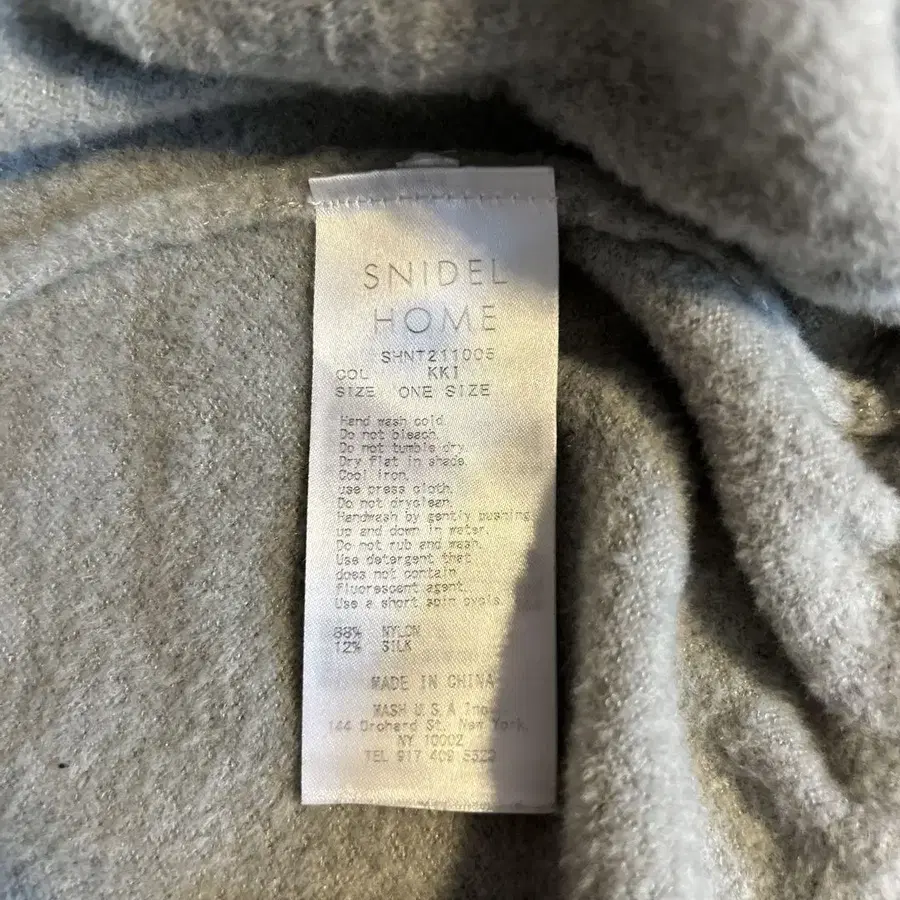 SNIDEL
HOME
SHNT211005
COL KKI
SIZE ONE SIZE
Hand wash cold.
Do not bleach.
Do not tumble dry.
Dry flat in shade.
Cool iron.
use press cloth.
Do not dryclean.
Handwash by gently pushing
up and down in water.
Do not rub and wash.
Use detergent that
does not contain
fluorescent agent.
Use a short spin cycle.
88% NYLON
12% SILK
MADE IN CHINA
MASH U.S.A Inc.
144 Orchard St. New York,
NY 10002
TEL 917 409